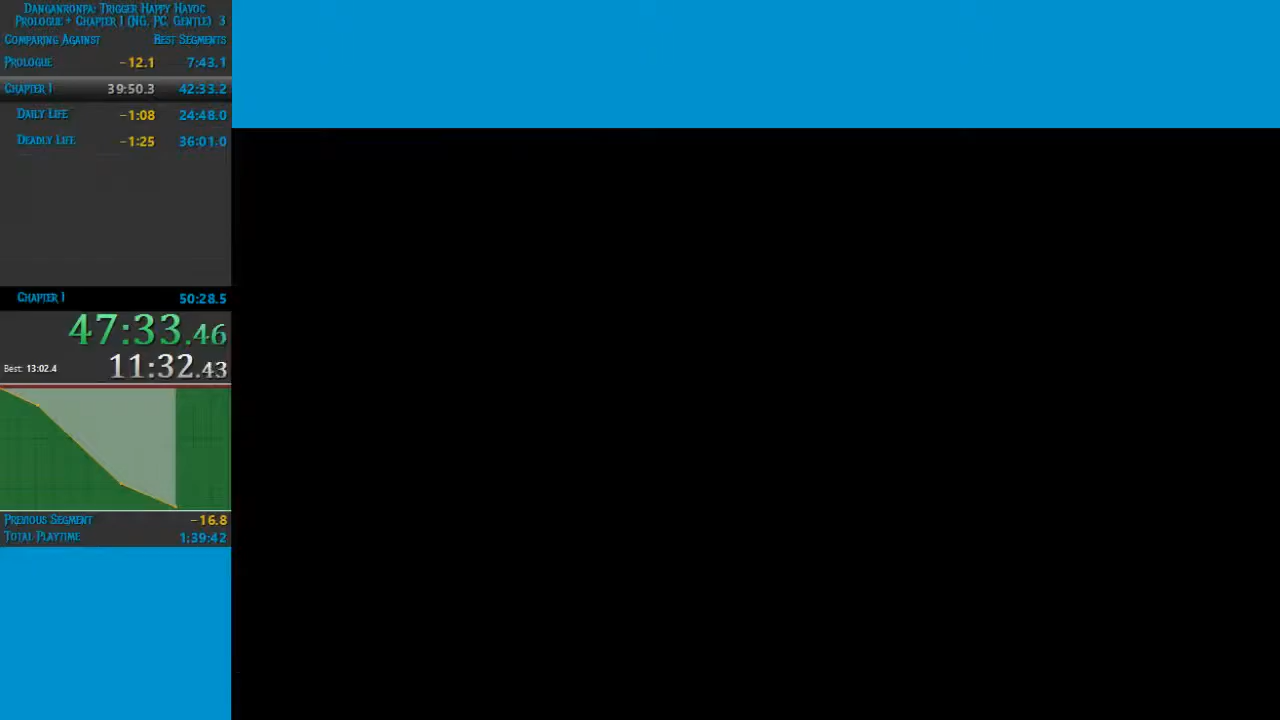 Danganronpa: Trigger Happy Havoc
Prologue + Chapter 1 (NG, PC, Gentle) 3
Comparing Against Best Segments
Prologue -12.1 7:43.1
Chapter 1 39:50.3 42:33.2
Daily Life -1:08 24:48.0
Deadly Life -1:25 36:01.0
Chapter 1 50:28.5
47:33.46
Best: 13:02.4 11:32.43
Previous Segment -16.8
Total Playtime 1:39:42